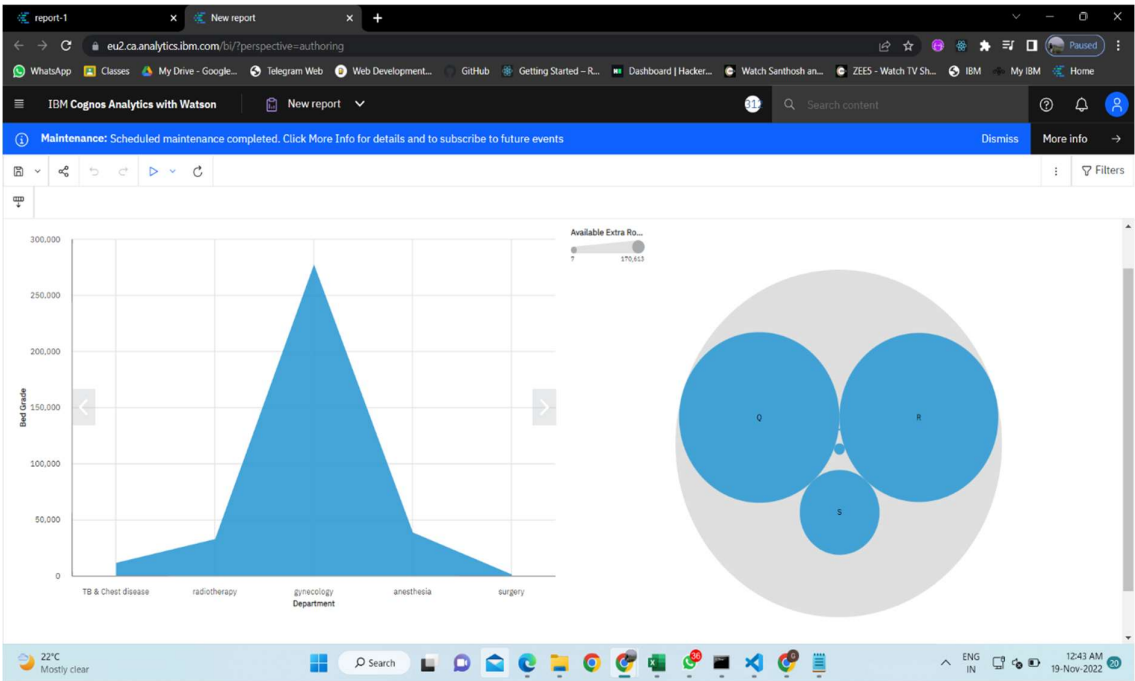 report-1
New report
eu2.ca.analytics.ibm.com/bi/?perspective=authoring
Paused
WhatsApp Classes My Drive - Google... Telegram Web Web Development... GitHub Getting Started – R... Dashboard | Hacker... Watch Santhosh an... ZEE5 - Watch TV Sh... IBM My IBM Home
IBM Cognos Analytics with Watson
New report
Search content
Maintenance: Scheduled maintenance completed. Click More Info for details and to subscribe to future events
Dismiss
More info
Filters
300,000
250,000
200,000
150,000
100,000
50,000
0
Bed Grade
TB & Chest disease radiotherapy gynecology anesthesia surgery
Department
Available Extra Ro...
7 170,613
Q R
S
22°C
Mostly clear
Search
36
ENG
IN
12:43 AM
19-Nov-2022
20